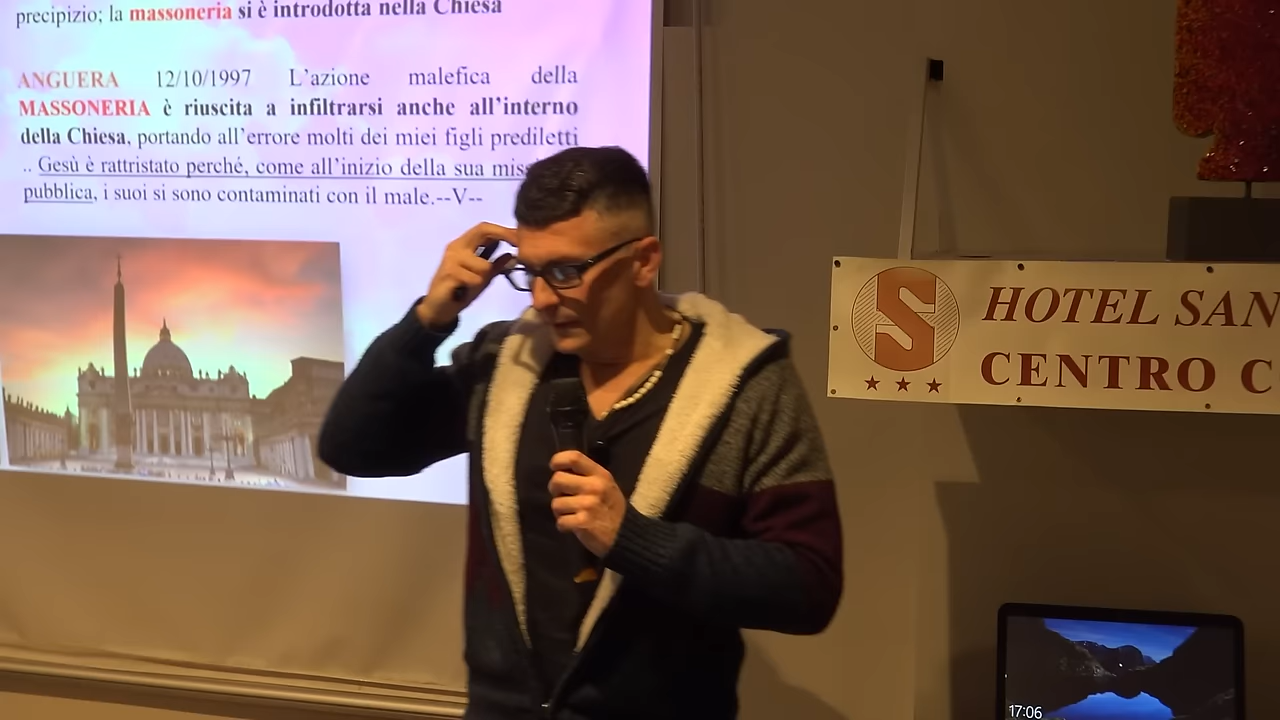 precipizio; la massoneria si è introdotta nella Chiesa
ANGUERA 12/10/1997 L'azione malefica della
MASSONERIA è riuscita a infiltrarsi anche all'interno
della Chiesa, portando all'errore molti dei miei figli prediletti
.. Gesù è rattristato perché, come all'inizio della sua
pubblica, i suoi si sono contaminati con il male.--V--
S
HOTEL SAN
CENTRO C
17:06